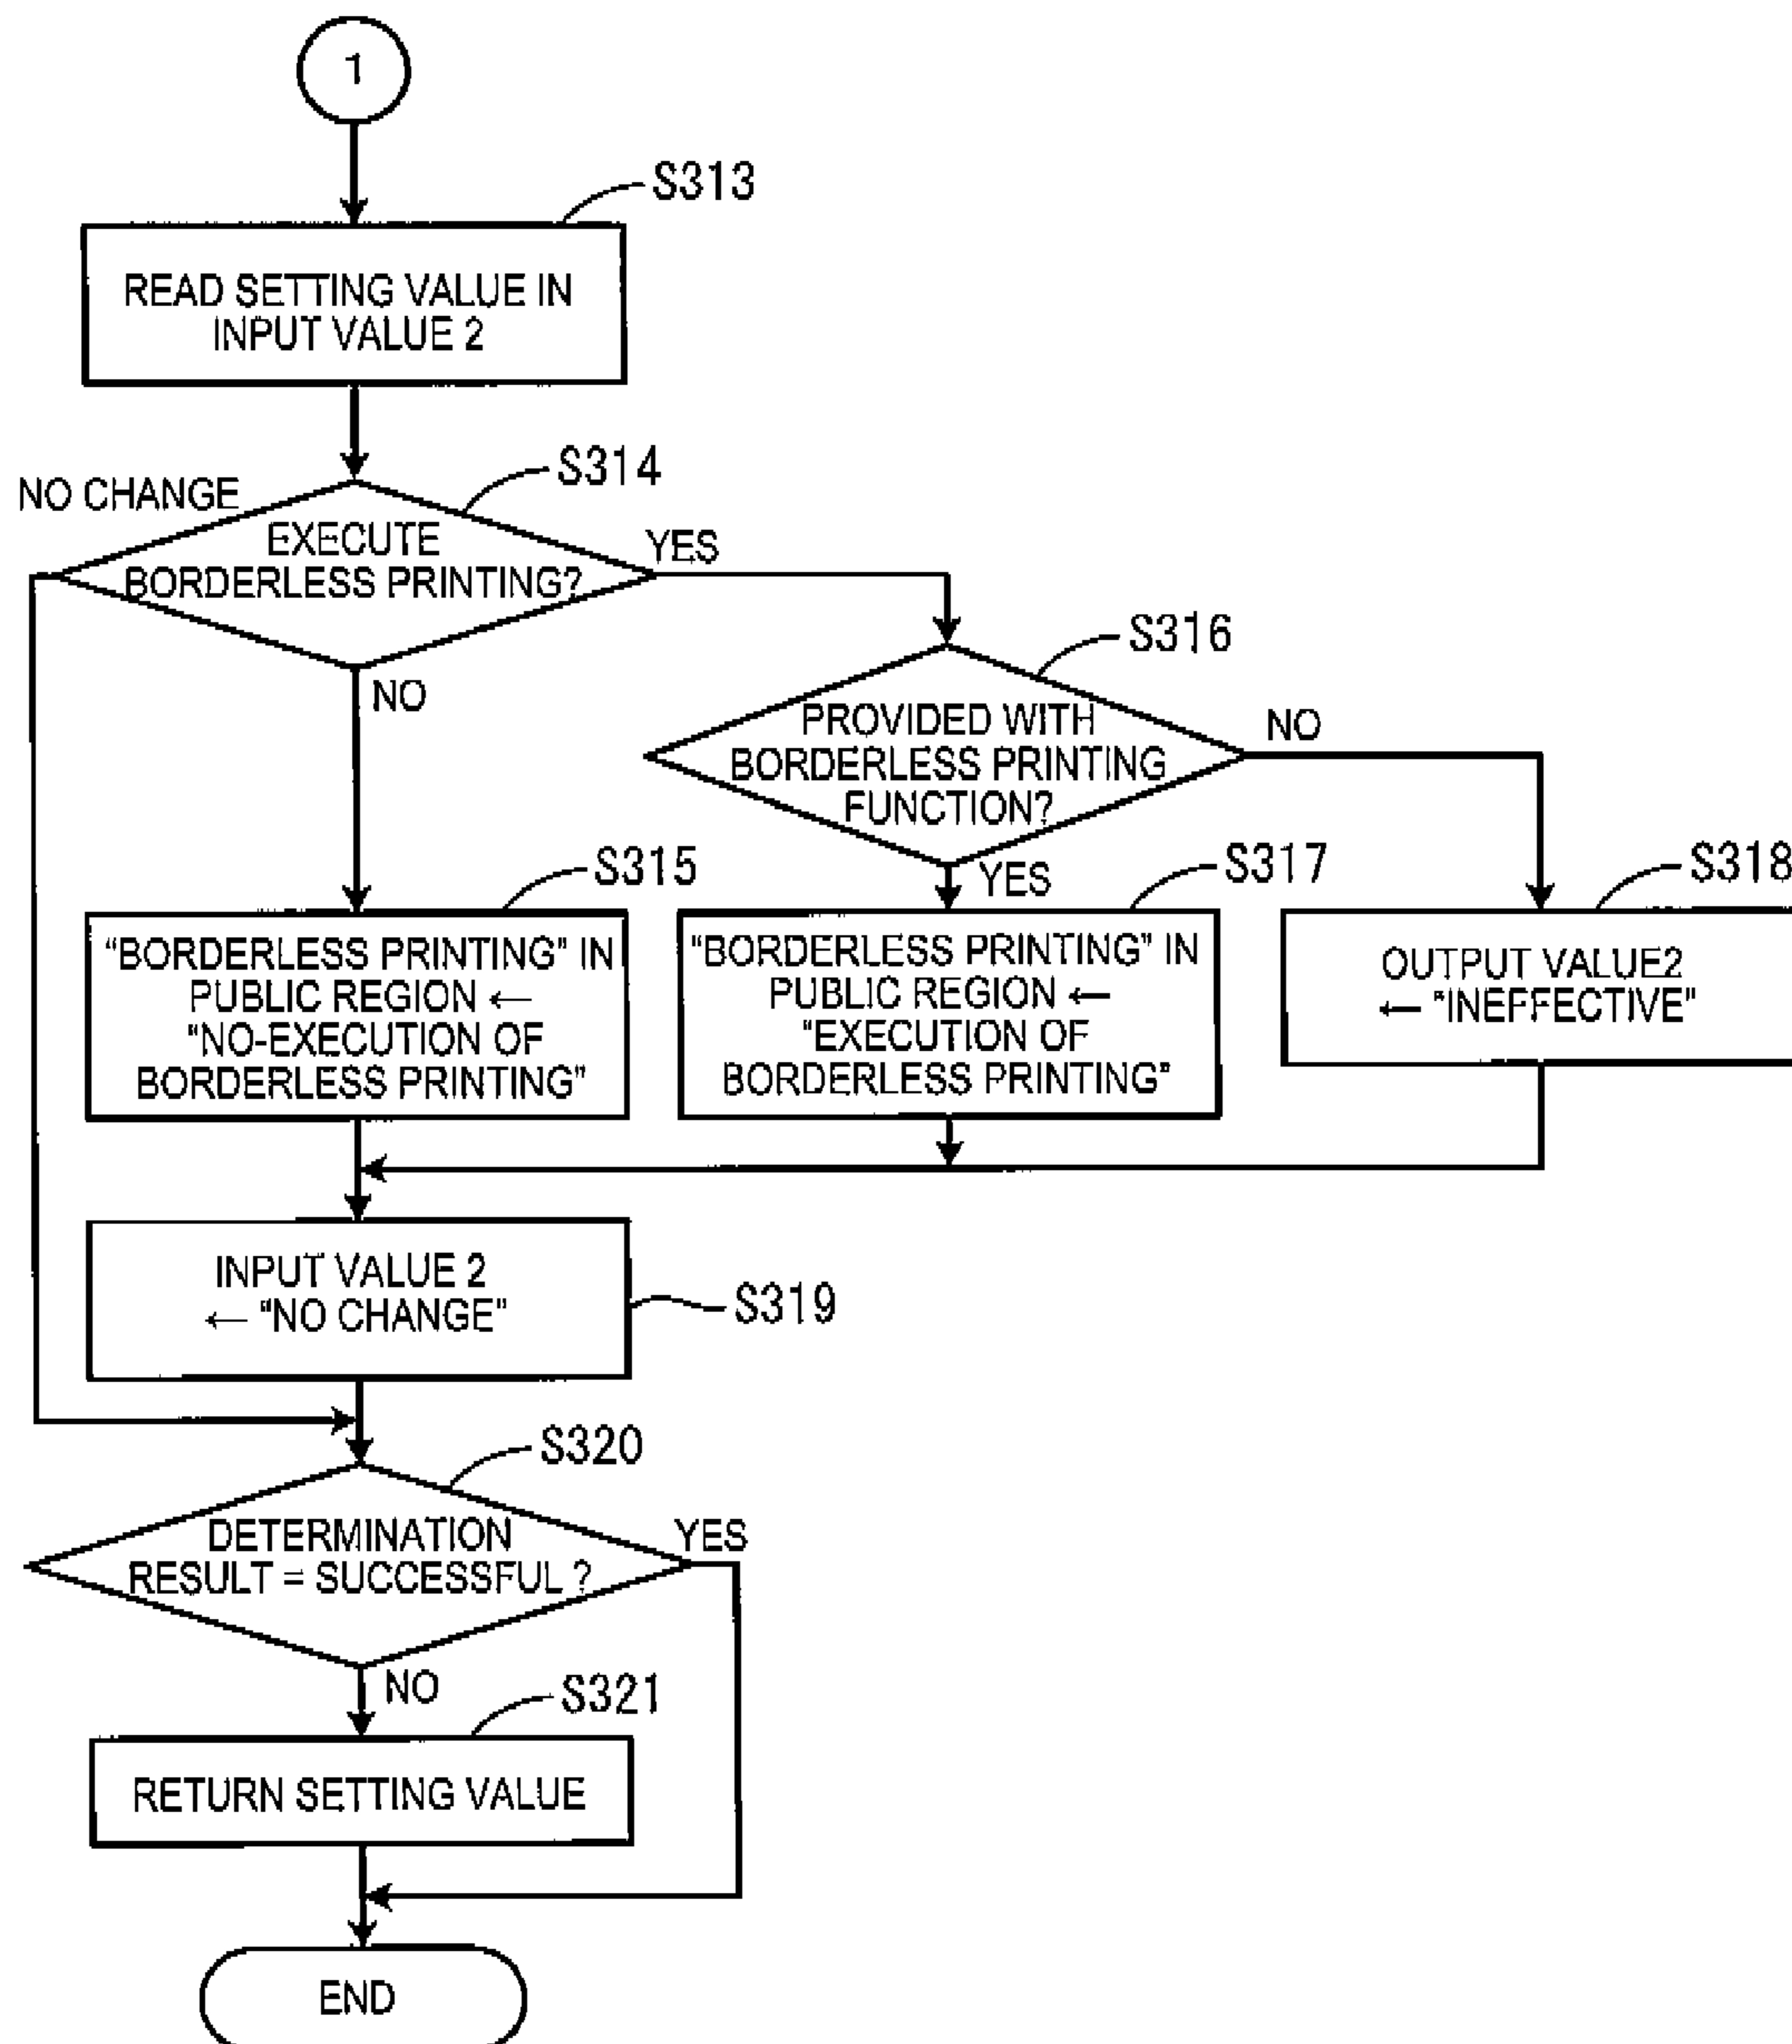 1
S313
READ SETTING VALUE IN
INPUT VALUE 2
S314
NO CHANGE
EXECUTE
BORDERLESS PRINTING?
YES
NO
S316
PROVIDED WITH
BORDERLESS PRINTING
FUNCTION?
NO
YES
S315
"BORDERLESS PRINTING" IN
PUBLIC REGION ←
"NO-EXECUTION OF
BORDERLESS PRINTING"
S317
"BORDERLESS PRINTING" IN
PUBLIC REGION ←
"EXECUTION OF
BORDERLESS PRINTING"
S318
OUTPUT VALUE2
← "INEFFECTIVE"
INPUT VALUE 2
← "NO CHANGE"
S319
S320
DETERMINATION
RESULT = SUCCESSFUL ?
YES
NO
S321
RETURN SETTING VALUE
END